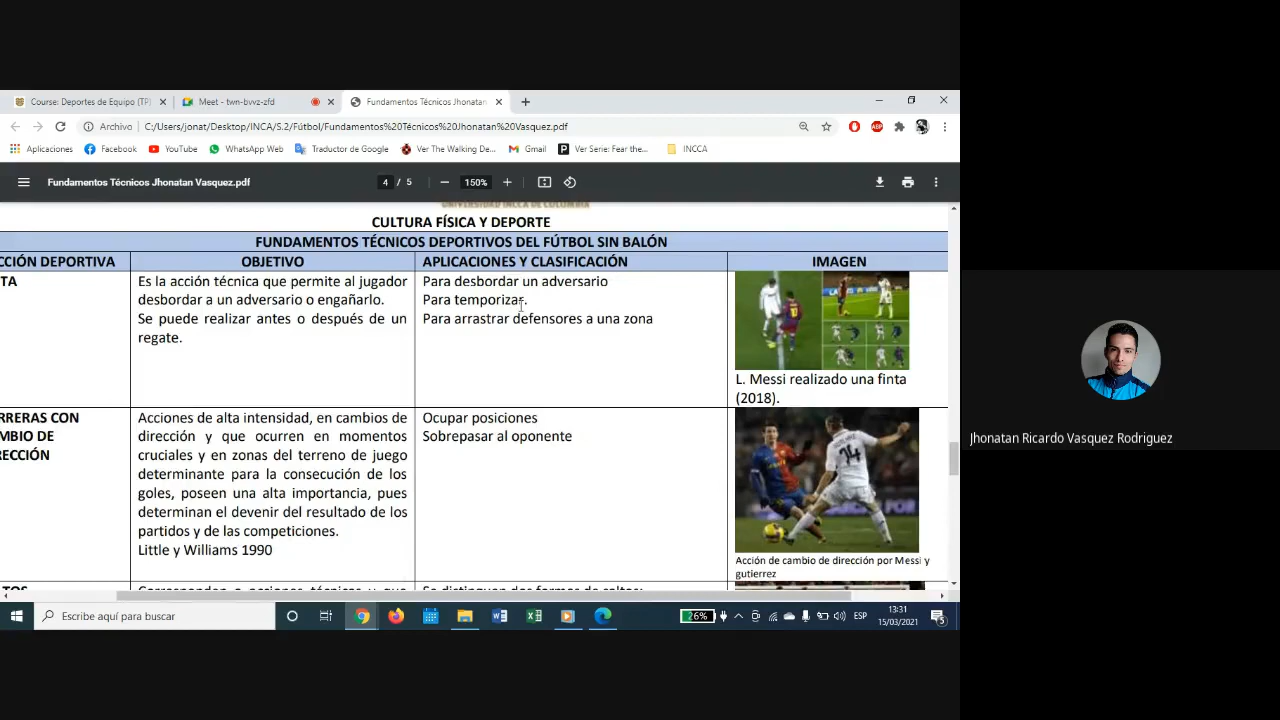 Course: Deportes de Equipo (TP)
Meet - twn-bvvz-zfd
Fundamentos Técnicos Jhonatan
Archivo
C:/Users/jonat/Desktop/INCA/S.2/Fútbol/Fundamentos%20Técnicos%20Jhonatan%20Vasquez.pdf
Aplicaciones
Facebook
YouTube
WhatsApp Web
Traductor de Google
Ver The Walking De...
Gmail
Ver Serie: Fear the...
INCCA
Fundamentos Técnicos Jhonatan Vasquez.pdf
4 / 5
150%
UNIVERSIDAD INCCA DE COLOMBIA
CULTURA FÍSICA Y DEPORTE
FUNDAMENTOS TÉCNICOS DEPORTIVOS DEL FÚTBOL SIN BALÓN
CCIÓN DEPORTIVA
OBJETIVO
APLICACIONES Y CLASIFICACIÓN
IMAGEN
TA
Es la acción técnica que permite al jugador
desbordar a un adversario o engañarlo.
Se puede realizar antes o después de un
regate.
Para desbordar un adversario
Para temporizar.
Para arrastrar defensores a una zona
L. Messi realizado una finta
(2018).
RRERAS CON
MBIO DE
RECCIÓN
Acciones de alta intensidad, en cambios de
dirección y que ocurren en momentos
cruciales y en zonas del terreno de juego
determinante para la consecución de los
goles, poseen una alta importancia, pues
determinan el devenir del resultado de los
partidos y de las competiciones.
Little y Williams 1990
Ocupar posiciones
Sobrepasar al oponente
14
Acción de cambio de dirección por Messi y
gutierrez
Jhonatan Ricardo Vasquez Rodriguez
Escribe aquí para buscar
26%
ESP
13:31
15/03/2021
5